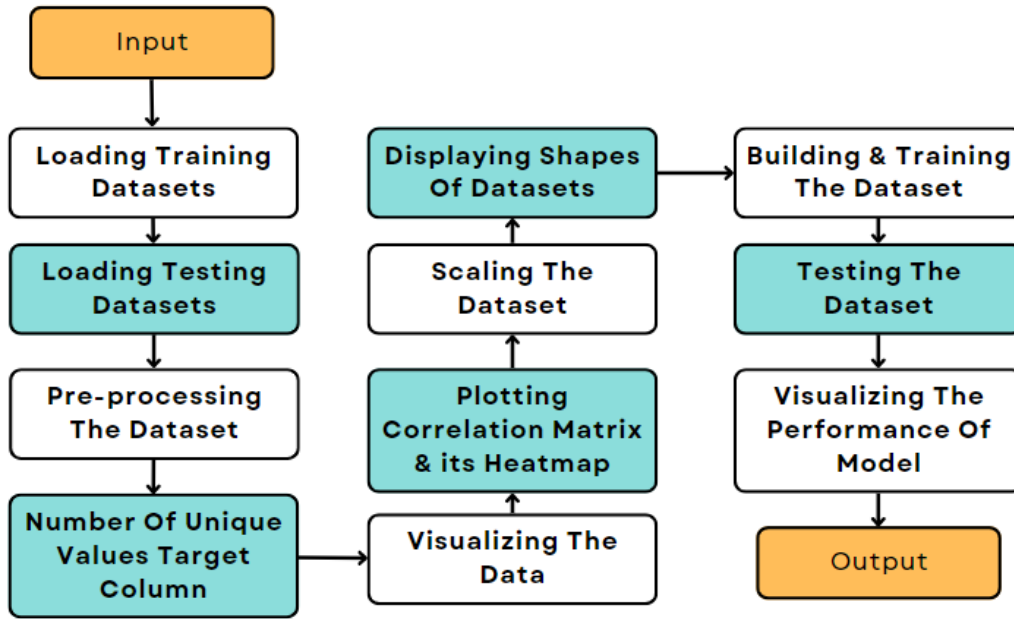 Input
Loading Training
Datasets
Loading Testing
Datasets
Pre-processing
The Dataset
Number Of Unique
Values Target
Column
Visualizing The
Data
Plotting
Correlation Matrix
& its Heatmap
Scaling The
Dataset
Displaying Shapes
Of Datasets
Building & Training
The Dataset
Testing The
Dataset
Visualizing The
Performance Of
Model
Output